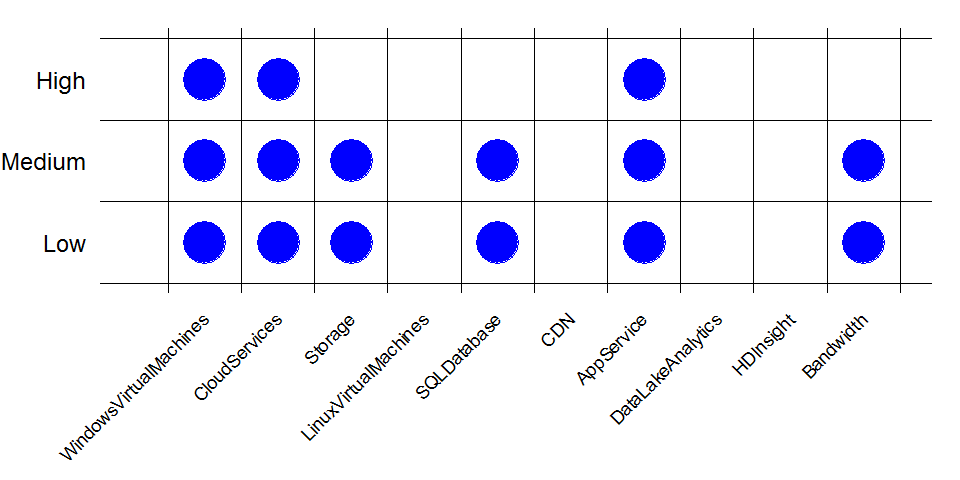 High
Medium
Low
WindowsVirtualMachines
CloudServices
Storage
LinuxVirtualMachines
SQLDatabase
CDN
AppService
DataLakeAnalytics
HDInsight
Bandwidth